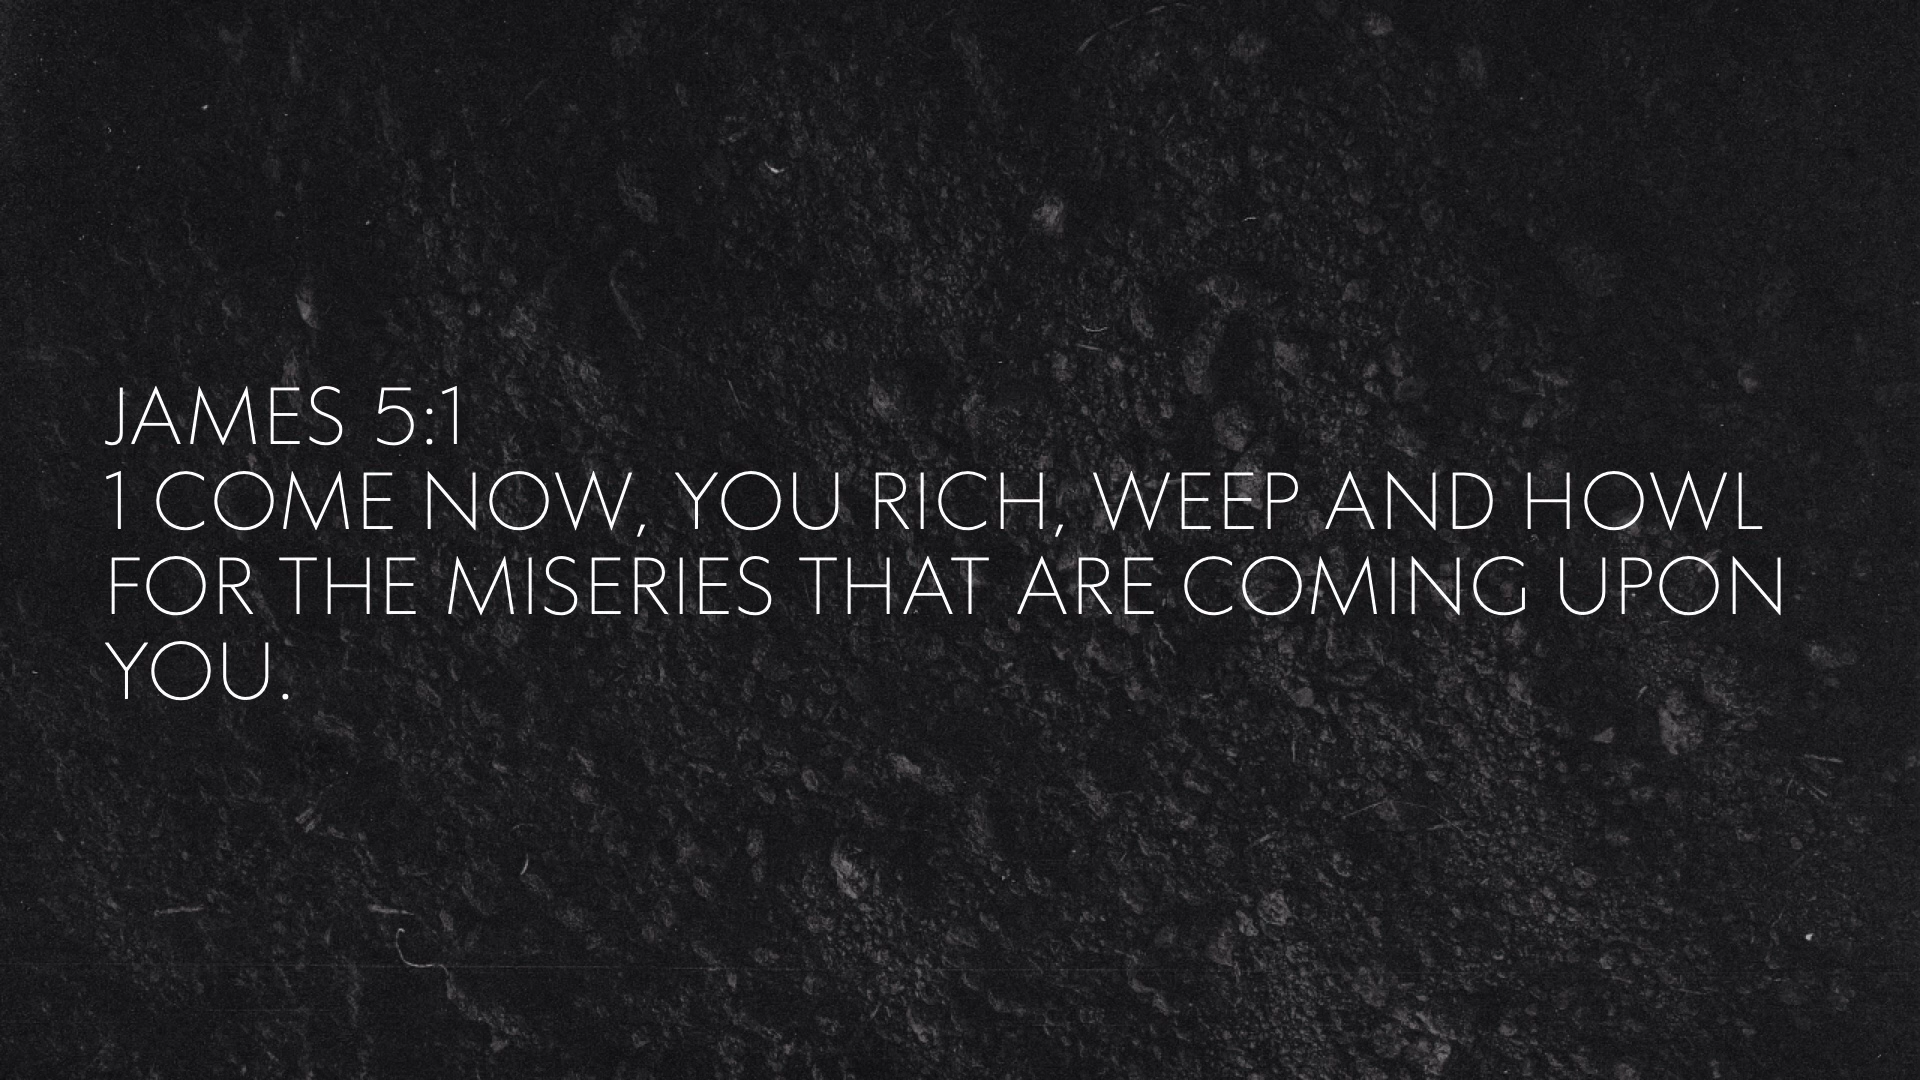 JAMES 5:1
1 COME NOW, YOU RICH, WEEP AND HOWL
FOR THE MISERIES THAT ARE COMING UPON
YOU.